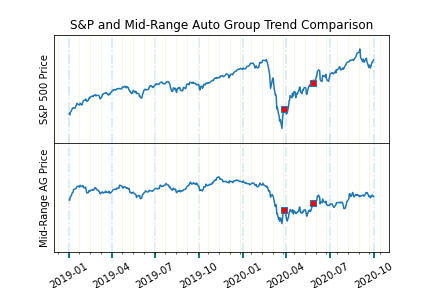 S&P and Mid-Range Auto Group Trend Comparison
S&P 500 Price
Mid-Range AG Price
2019-01
2019-04
2019-07
2019-10
2020-01
2020-04
2020-07
2020-10